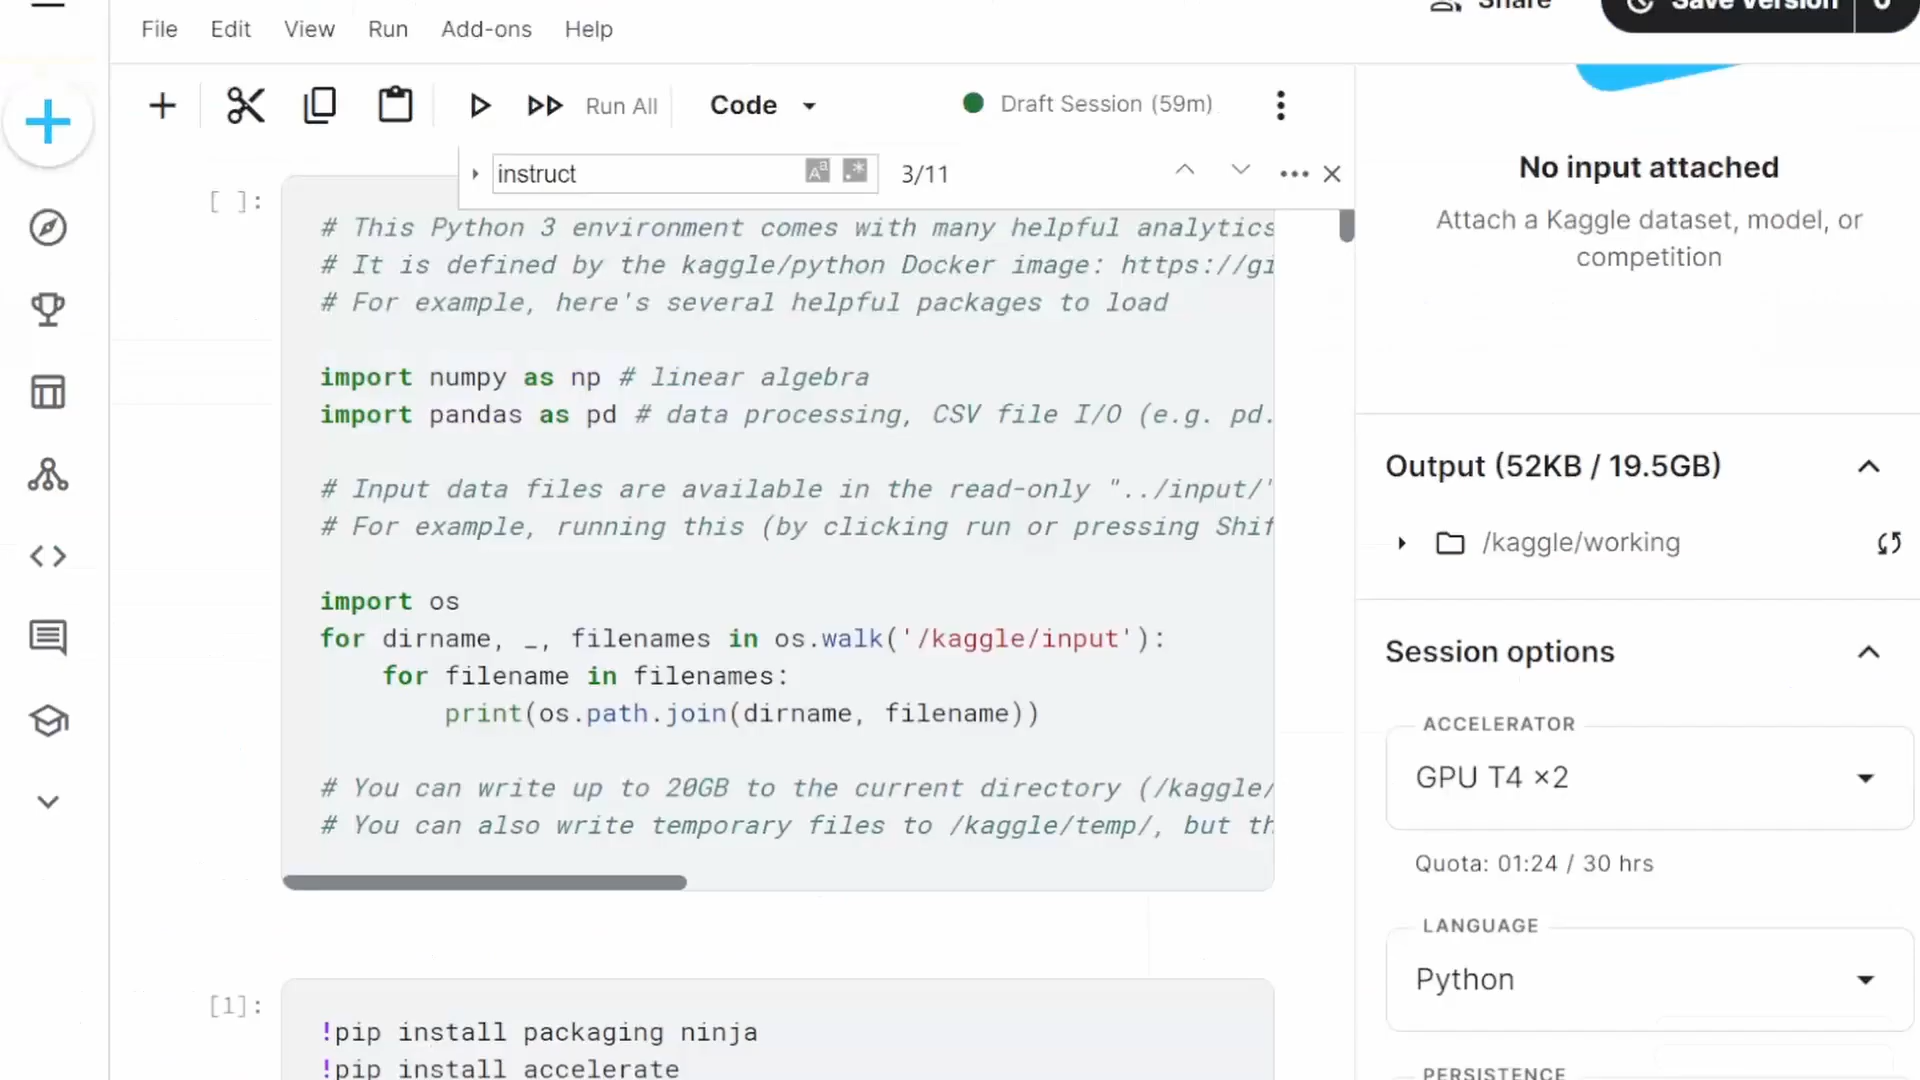 File Edit View Run Add-ons Help
Share
Save Version
Run All
Code
Draft Session (59m)
instruct
3/11
[ ]:
# This Python 3 environment comes with many helpful analytics
# It is defined by the kaggle/python Docker image: https://gi
# For example, here's several helpful packages to load
import numpy as np # linear algebra
import pandas as pd # data processing, CSV file I/O (e.g. pd.
# Input data files are available in the read-only "../input/"
# For example, running this (by clicking run or pressing Shif
import os
for dirname, _, filenames in os.walk('/kaggle/input'):
for filename in filenames:
print(os.path.join(dirname, filename))
# You can write up to 20GB to the current directory (/kaggle/
# You can also write temporary files to /kaggle/temp/, but th
[1]:
!pip install packaging ninja
!pip install accelerate
No input attached
Attach a Kaggle dataset, model, or
competition
Output (52KB / 19.5GB)
/kaggle/working
Session options
ACCELERATOR
GPU T4 ×2
Quota: 01:24 / 30 hrs
LANGUAGE
Python
PERSISTENCE